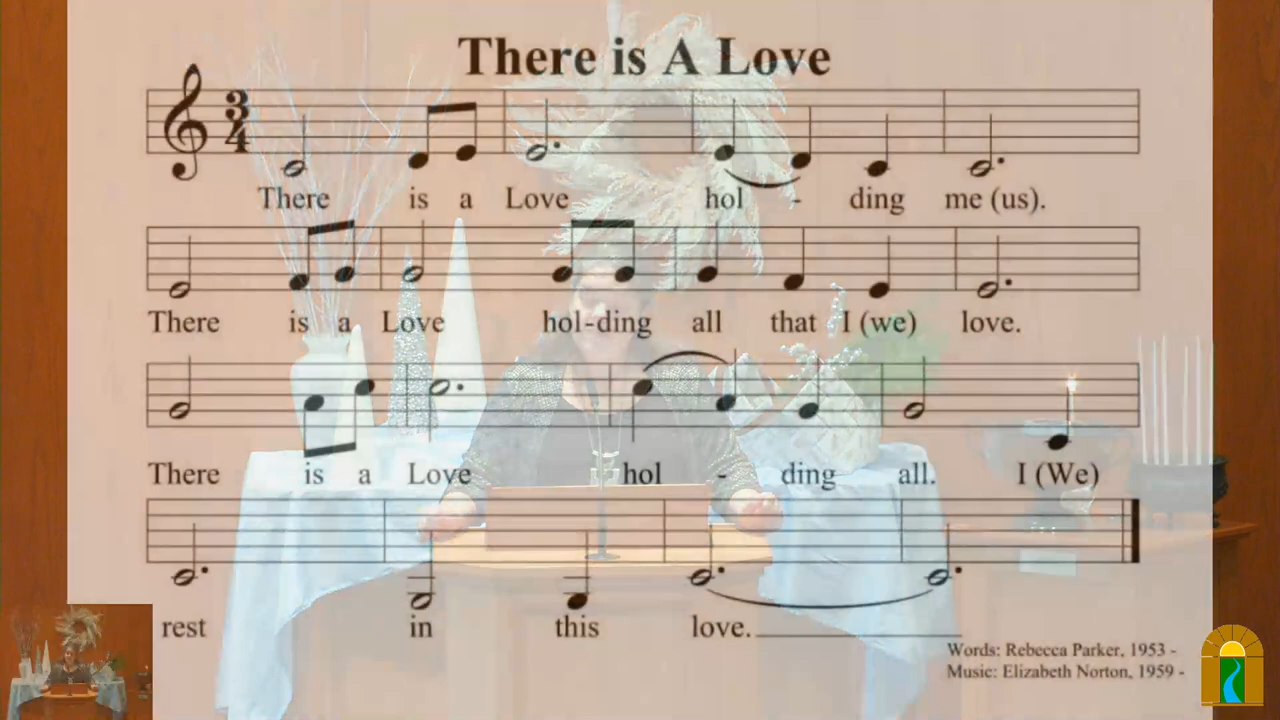 There is A Love
3
4
There is a Love hol - ding me (us).
There is a Love hol-ding all that I (we) love.
There is a Love hol - ding all. I (We)
rest in this love.
Words: Rebecca Parker, 1953 -
Music: Elizabeth Norton, 1959 -